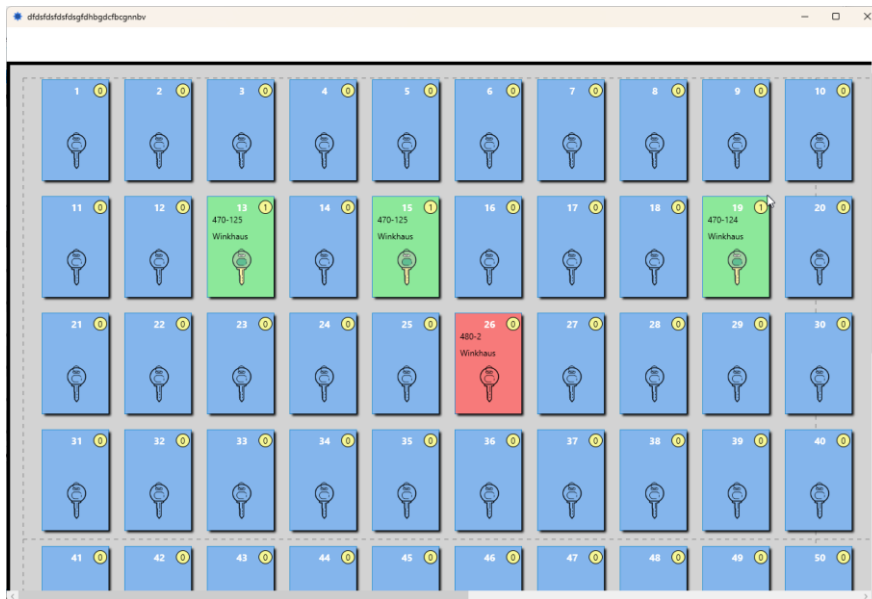 dfdsfdsfdsfdsgfdhbgdcfbcgnnbv
1 0 2 0 3 0 4 0 5 0 6 0 7 0 8 0 9 0 10 0
11 0 12 0 13 1 14 0 15 1 16 0 17 0 18 0 19 1 20 0
470-125 470-125 470-124
Winkhaus Winkhaus Winkhaus
21 0 22 0 23 0 24 0 25 0 26 0 27 0 28 0 29 0 30 0
480-2
Winkhaus
31 0 32 0 33 0 34 0 35 0 36 0 37 0 38 0 39 0 40 0
41 0 42 0 43 0 44 0 45 0 46 0 47 0 48 0 49 0 50 0